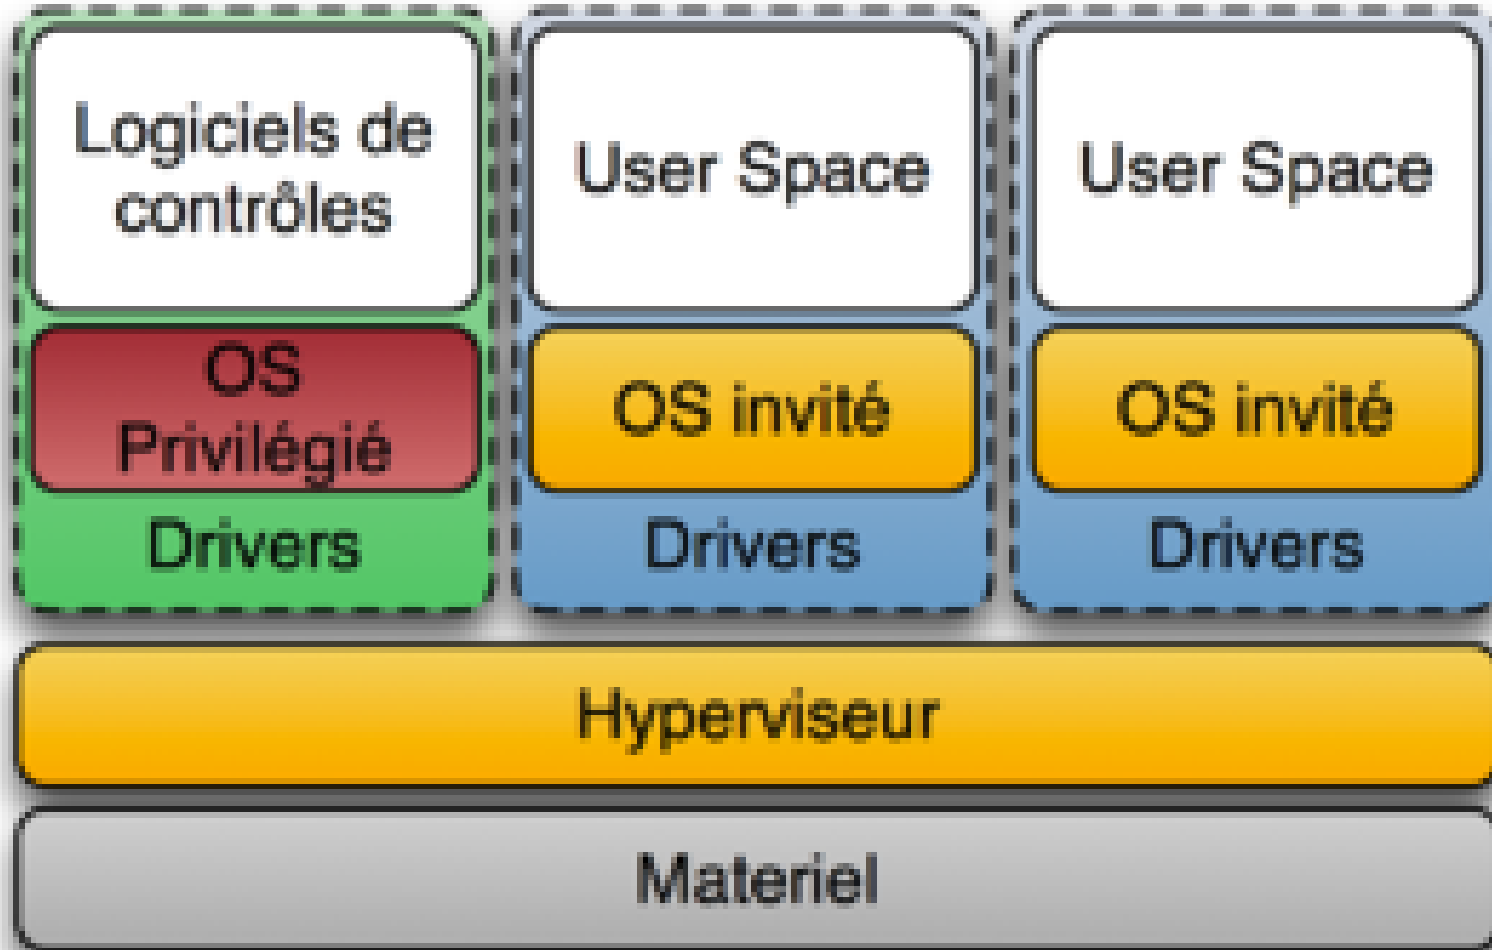 Logiciels de
contrôles
User Space
User Space
OS
Privilégié
OS invité
OS invité
Drivers
Drivers
Drivers
Hyperviseur
Materiel